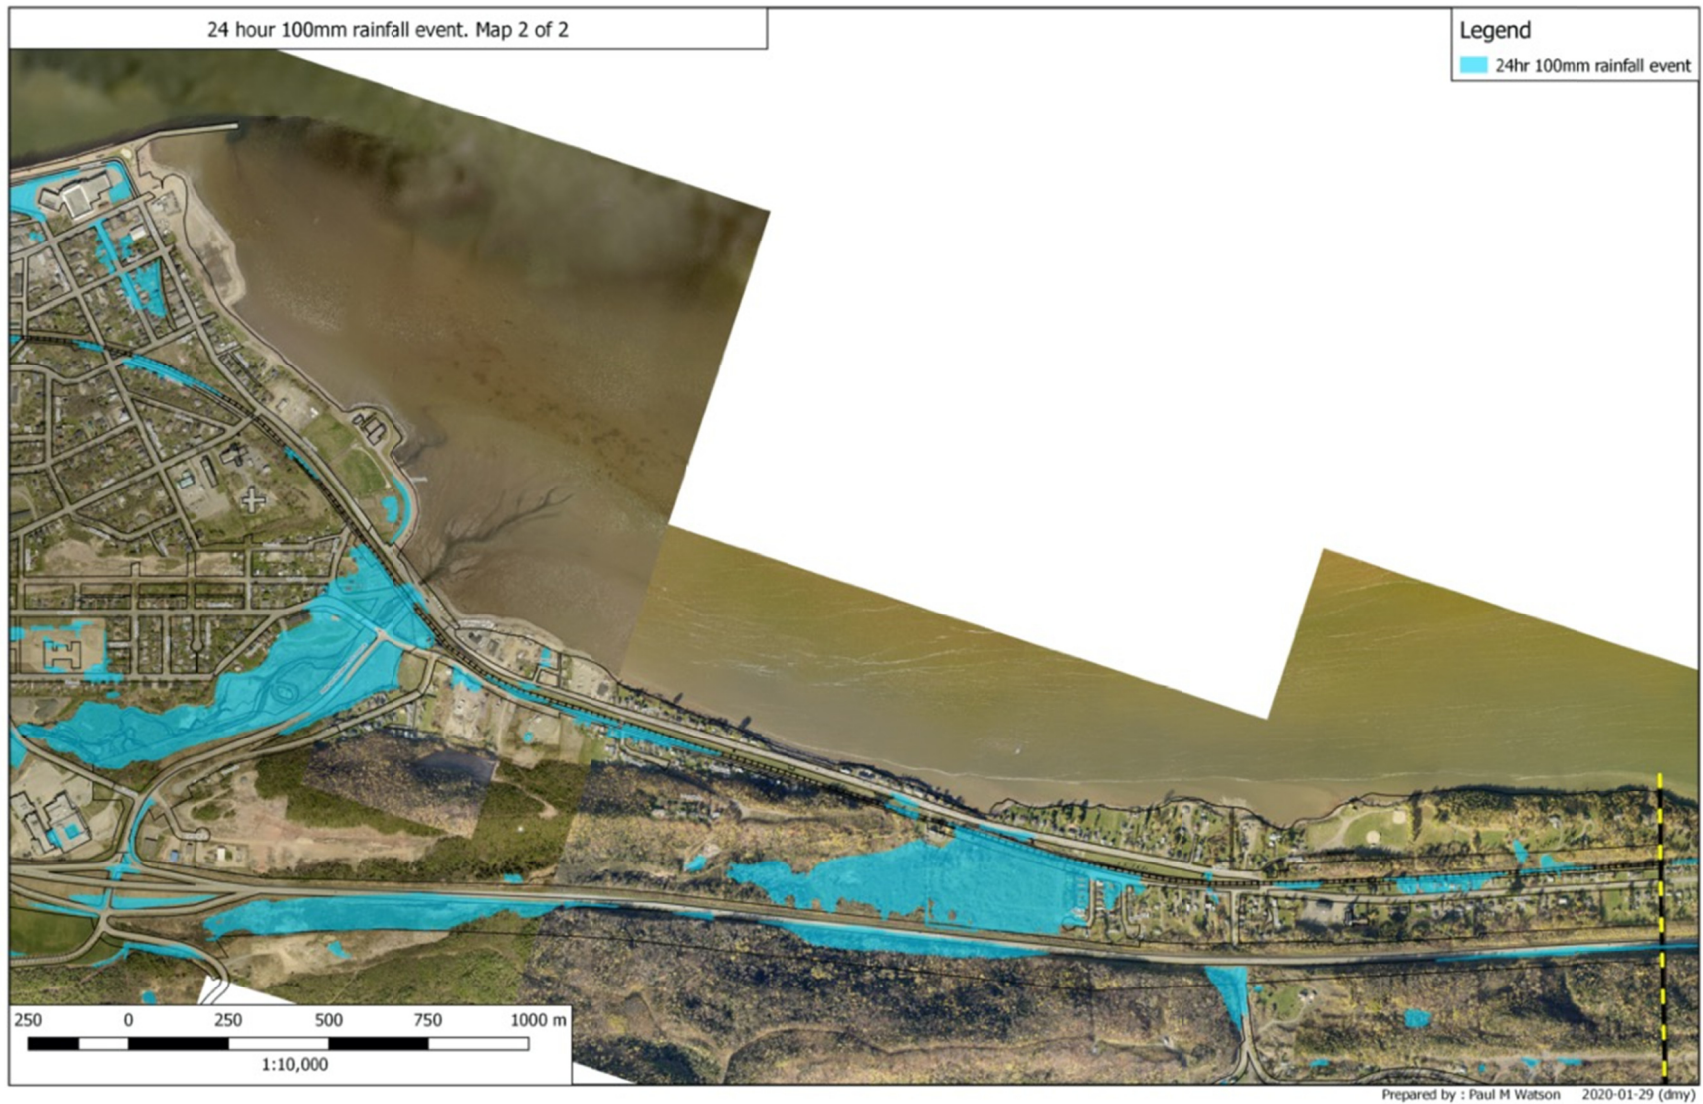 24 hour 100mm rainfall event. Map 2 of 2
Legend
24hr 100mm rainfall event
250 0 250 500 750 1000 m
1:10,000
Prepared by : Paul M Watson 2020-01-29 (dmy)